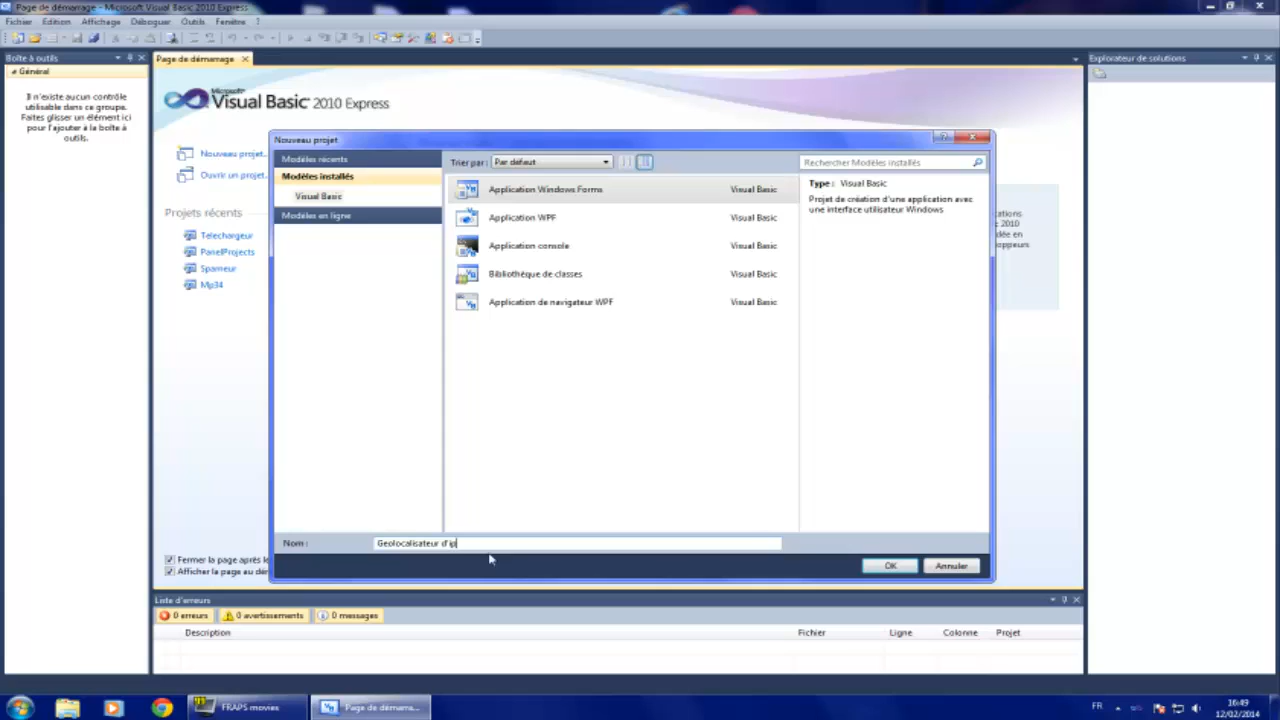 Page de démarrage - Microsoft Visual Basic 2010 Express
Fichier Edition Affichage Déboguer Outils Fenêtre ?
Boîte à outils
Général
Il n'existe aucun contrôle
utilisable dans ce groupe.
Faites glisser un élément ici
pour l'ajouter à la boîte à
outils.
Page de démarrage
Microsoft
Visual Basic 2010 Express
Nouveau projet...
Ouvrir un projet...
Projets récents
Telechargeur
PanelProjects
Spameur
Mp34
Fermer la page après le
Afficher la page au dém
Nouveau projet
Modèles récents
Modèles installés
Visual Basic
Modèles en ligne
Trier par : Par défaut
Application Windows Forms Visual Basic
Application WPF Visual Basic
Application console Visual Basic
Bibliothèque de classes Visual Basic
Application de navigateur WPF Visual Basic
Rechercher Modèles installés
Type : Visual Basic
Projet de création d'une application avec
une interface utilisateur Windows
Nom : Geolocalisateur d'ip
OK Annuler
cations
2010
dée en
oppeurs
Explorateur de solutions
Liste d'erreurs
0 erreurs 0 avertissements 0 messages
Description Fichier Ligne Colonne Projet
FRAPS movies
Page de démarra...
FR
16:49
12/02/2014